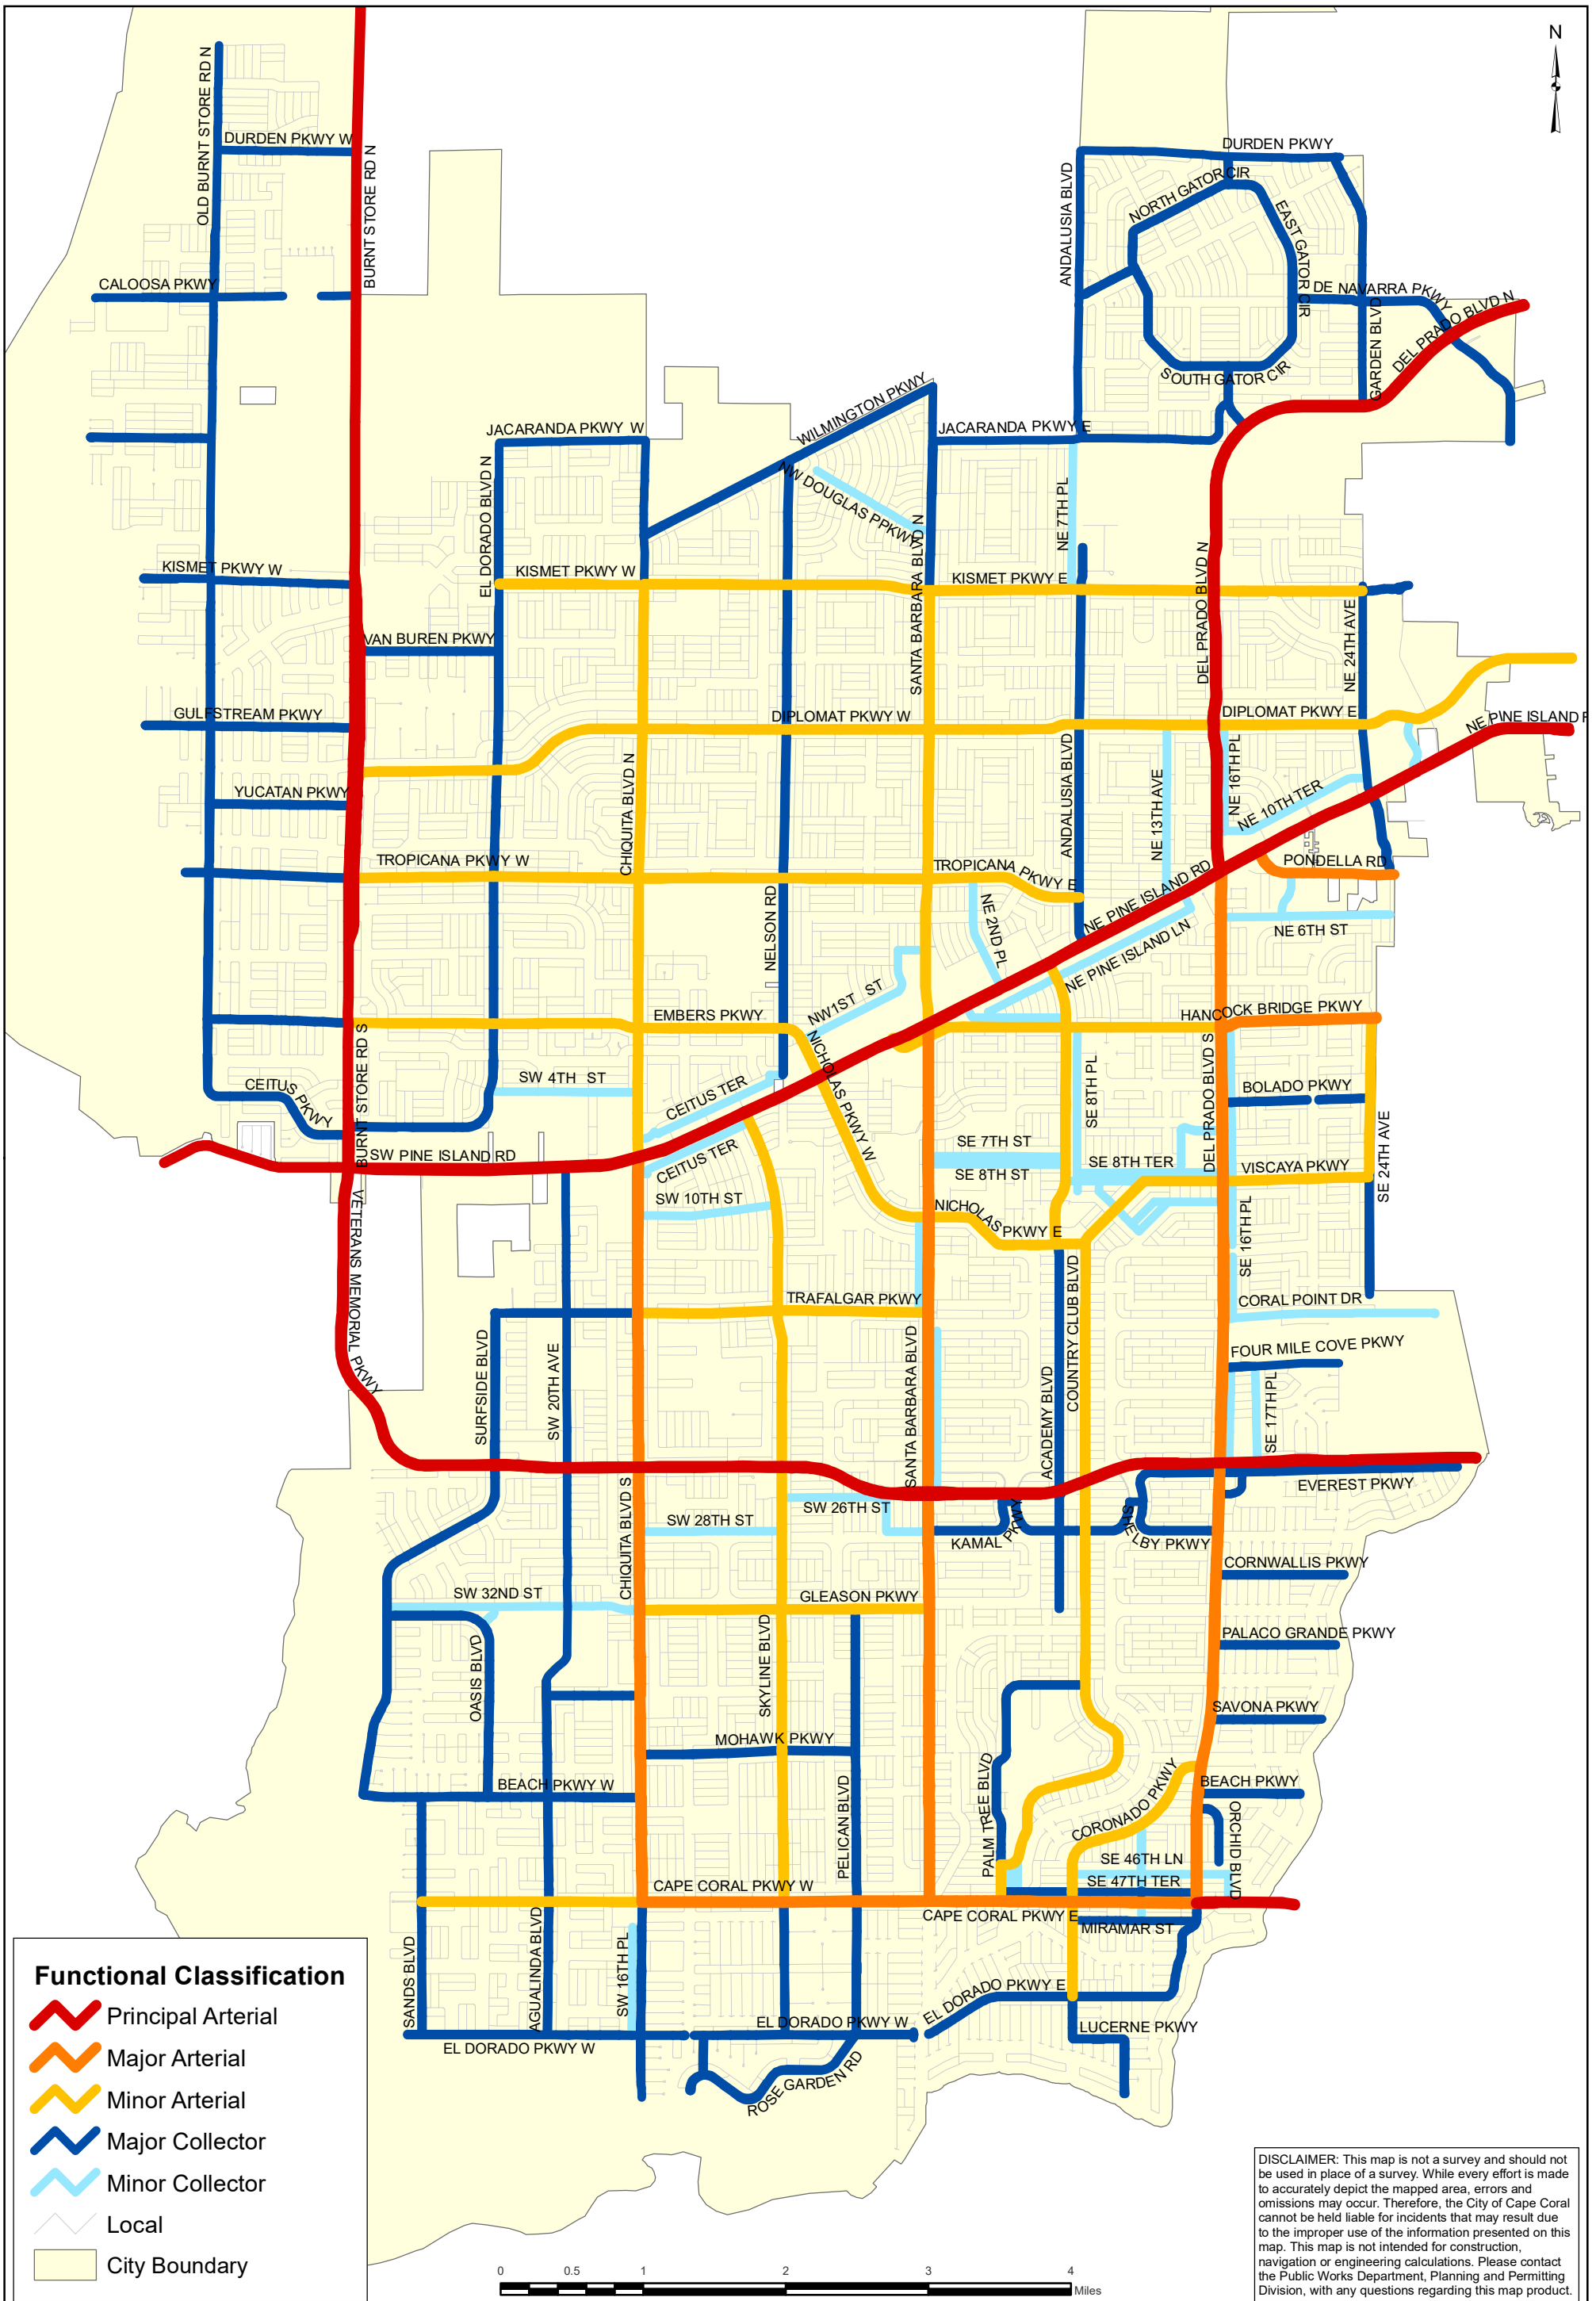 N
OLD BURNT STORE RD N
DURDEN PKWY W
BURNT STORE RD N
CALOOSA PKWY
DURDEN PKWY
ANDALUSIA BLVD
NORTH GATOR CIR
EAST GATOR CIR
DE NAVARRA PKWY
DEL PRADO BLVD N
GARDEN BLVD
SOUTH GATOR CIR
WILMINGTON PKWY
JACARANDA PKWY W
JACARANDA PKWY E
EL DORADO BLVD N
NW DOUGLAS PPKWY
SANTA BARBARA BLVD N
NE 7TH PL
KISMET PKWY W
KISMET PKWY W
KISMET PKWY E
DEL PRADO BLVD N
NE 24TH AVE
VAN BUREN PKWY
GULFSTREAM PKWY
DIPLOMAT PKWY W
DIPLOMAT PKWY E
NE PINE ISLAND R
CHIQUITA BLVD N
ANDALUSIA BLVD
NE 13TH AVE
NE 16TH PL
NE 10TH TER
YUCATAN PKWY
TROPICANA PKWY W
TROPICANA PKWY E
PONDELLA RD
NE PINE ISLAND RD
NELSON RD
NE 2ND PL
NE PINE ISLAND LN
NE 6TH ST
NW1ST ST
EMBERS PKWY
HANCOCK BRIDGE PKWY
BURNT STORE RD S
NICHOLAS PKWY W
CEITUS PKWY
SW 4TH ST
CEITUS TER
SE 8TH PL
DEL PRADO BLVD S
BOLADO PKWY
SW PINE ISLAND RD
CEITUS TER
SE 7TH ST
SE 8TH ST
SE 8TH TER
VISCAYA PKWY
SE 24TH AVE
VETERANS MEMORIAL PKWY
SW 10TH ST
NICHOLAS PKWY E
SE 16TH PL
TRAFALGAR PKWY
COUNTRY CLUB BLVD
CORAL POINT DR
SURFSIDE BLVD
SW 20TH AVE
SANTA BARBARA BLVD
ACADEMY BLVD
FOUR MILE COVE PKWY
SE 17TH PL
CHIQUITA BLVD S
SW 26TH ST
SW 28TH ST
KAMAL PKWY
SHELBY PKWY
EVEREST PKWY
CORNWALLIS PKWY
SW 32ND ST
GLEASON PKWY
OASIS BLVD
SKYLINE BLVD
PALACO GRANDE PKWY
SAVONA PKWY
MOHAWK PKWY
BEACH PKWY W
PELICAN BLVD
PALM TREE BLVD
CORONADO PKWY
BEACH PKWY
ORCHID BLVD
SE 46TH LN
SE 47TH TER
CAPE CORAL PKWY W
CAPE CORAL PKWY E
MIRAMAR ST
SANDS BLVD
AGUALINDA BLVD
SW 16TH PL
EL DORADO PKWY E
EL DORADO PKWY W
EL DORADO PKWY W
LUCERNE PKWY
ROSE GARDEN RD
Functional Classification
Principal Arterial
Major Arterial
Minor Arterial
Major Collector
Minor Collector
Local
City Boundary
0 0.5 1 2 3 4
Miles
DISCLAIMER: This map is not a survey and should not
be used in place of a survey. While every effort is made
to accurately depict the mapped area, errors and
omissions may occur. Therefore, the City of Cape Coral
cannot be held liable for incidents that may result due
to the improper use of the information presented on this
map. This map is not intended for construction,
navigation or engineering calculations. Please contact
the Public Works Department, Planning and Permitting
Division, with any questions regarding this map product.